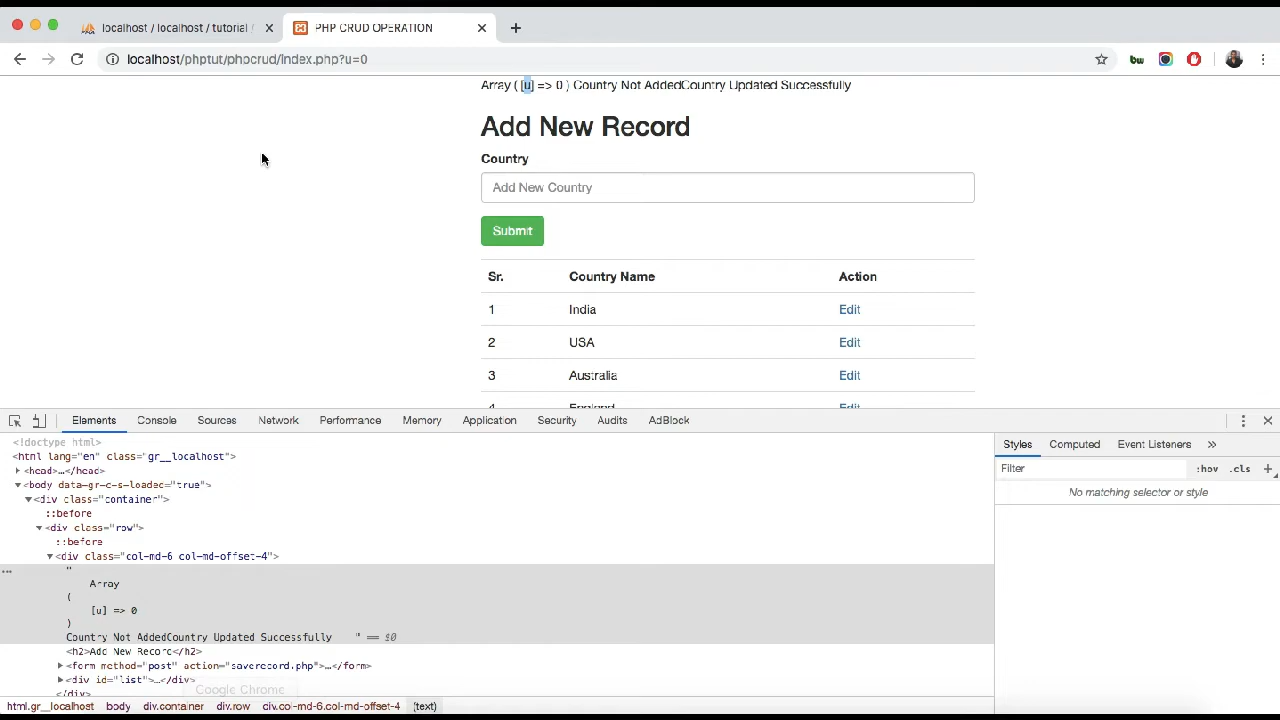 localhost / localhost / tutorial /
PHP CRUD OPERATION
localhost/phptut/phpcrud/index.php?u=0
Array ( [u] => 0 ) Country Not AddedCountry Updated Successfully
Add New Record
Country
Add New Country
Submit
Sr. Country Name Action
1 India Edit
2 USA Edit
3 Australia Edit
4 England Edit
Elements Console Sources Network Performance Memory Application Security Audits AdBlock
<!doctype html>
<html lang="en" class="gr__localhost">
<head>…</head>
<body data-gr-c-s-loaded="true">
<div class="container">
::before
<div class="row">
::before
<div class="col-md-6 col-md-offset-4">
"
Array
(
[u] => 0
)
Country Not AddedCountry Updated Successfully " == $0
<h2>Add New Record</h2>
<form method="post" action="saverecord.php">…</form>
<div id="list">…</div>
</div>
Google Chrome
html.gr__localhost body div.container div.row div.col-md-6.col-md-offset-4 (text)
Styles Computed Event Listeners »
Filter :hov .cls +
No matching selector or style